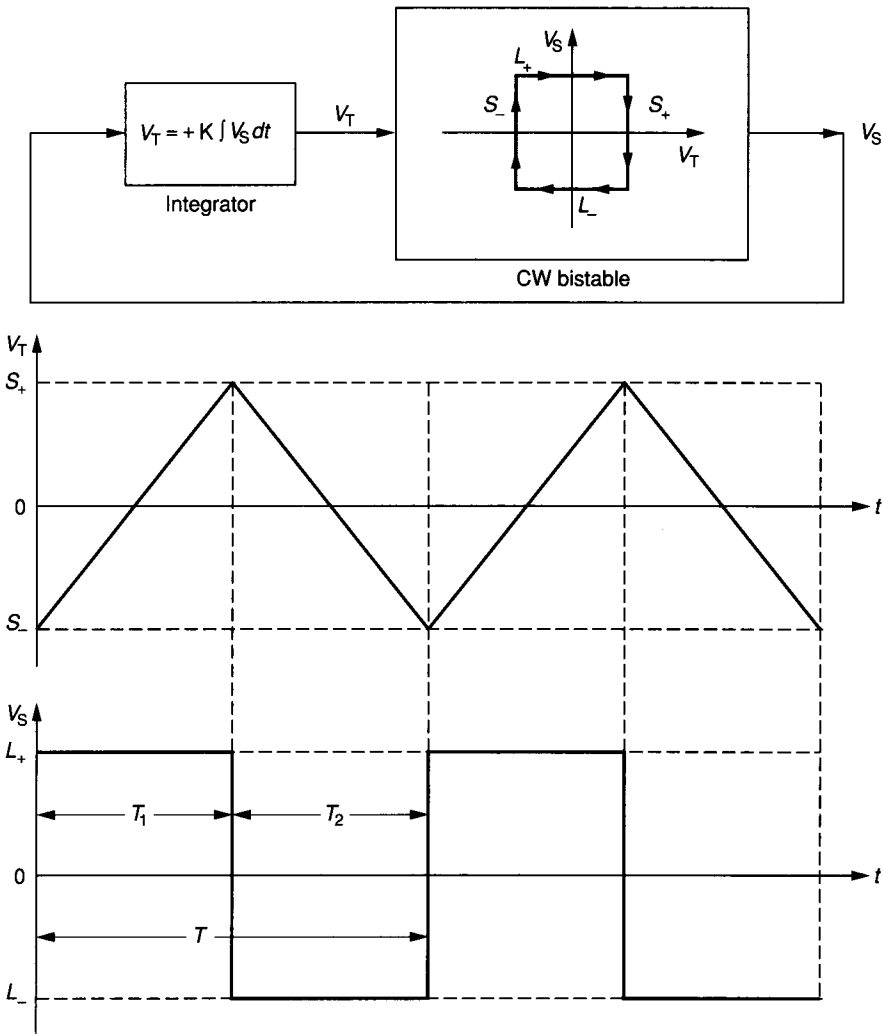 V_S
L_+
S_-
S_+
V_T = + K ∫ V_S dt
V_T
V_T
V_S
L_-
Integrator
CW bistable
V_T
S_+
0
t
S_-
V_S
L_+
T_1
T_2
0
t
T
L_-